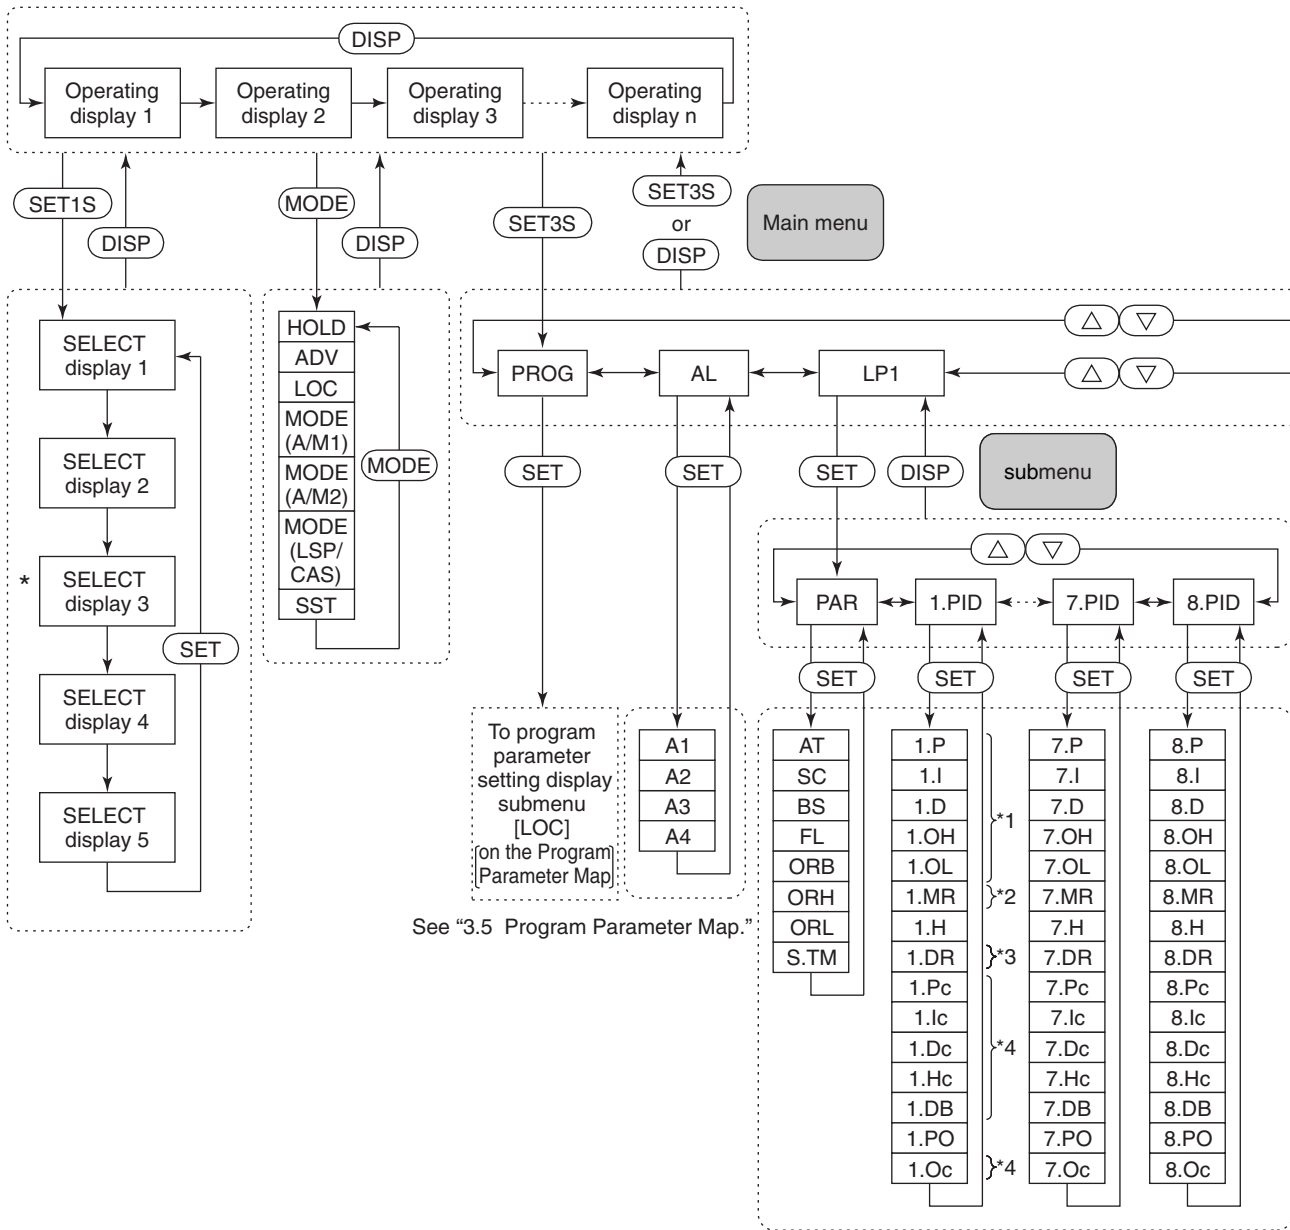 DISP
Operating
display 1
Operating
display 2
Operating
display 3
Operating
display n
SET1S
DISP
MODE
DISP
SET3S
SET3S
or
DISP
Main menu
SELECT
display 1
SELECT
display 2
*
SELECT
display 3
SELECT
display 4
SELECT
display 5
SET
HOLD
ADV
LOC
MODE
(A/M1)
MODE
(A/M2)
MODE
(LSP/
CAS)
SST
MODE
PROG
AL
LP1
△ ▽
△ ▽
SET
SET
SET
DISP
submenu
△ ▽
PAR
1.PID
7.PID
8.PID
SET
SET
SET
SET
To program
parameter
setting display
submenu
[LOC]
[on the Program
Parameter Map]
See “3.5 Program Parameter Map.”
A1
A2
A3
A4
AT
SC
BS
FL
ORB
ORH
ORL
S.TM
1.P
1.I
1.D
1.OH
1.OL
1.MR
1.H
1.DR
1.Pc
1.Ic
1.Dc
1.Hc
1.DB
1.PO
1.Oc
*1
*2
*3
*4
*4
7.P
7.I
7.D
7.OH
7.OL
7.MR
7.H
7.DR
7.Pc
7.Ic
7.Dc
7.Hc
7.DB
7.PO
7.Oc
8.P
8.I
8.D
8.OH
8.OL
8.MR
8.H
8.DR
8.Pc
8.Ic
8.Dc
8.Hc
8.DB
8.PO
8.Oc